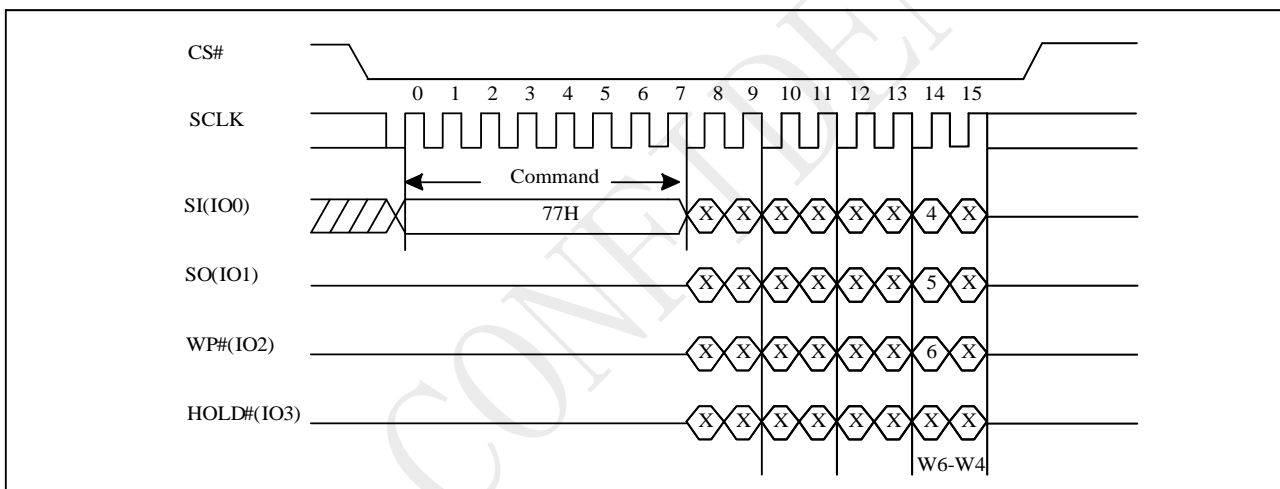 CS#
0 1 2 3 4 5 6 7 8 9 10 11 12 13 14 15
SCLK
Command
SI(IO0) 77H X X X X X X 4 X
SO(IO1) X X X X X X 5 X
WP#(IO2) X X X X X X 6 X
HOLD#(IO3) X X X X X X X X
W6-W4
CONFIDEN